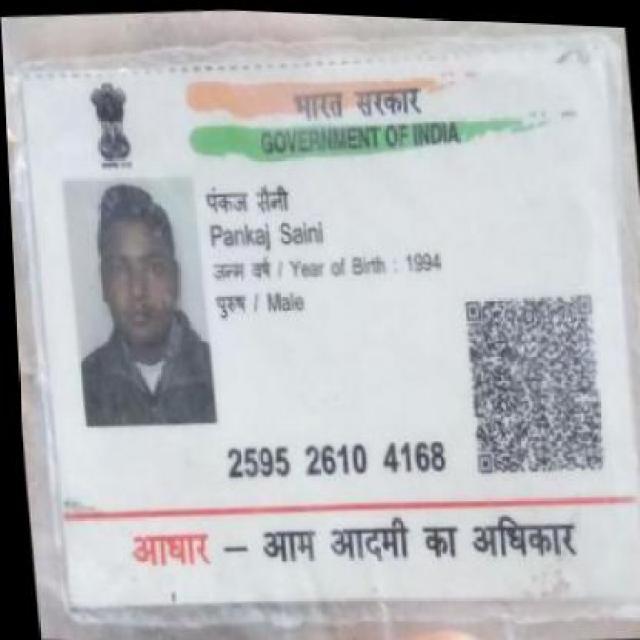 भारत सरकार
GOVERNMENT OF INDIA
पंकज सैनी
Pankaj Saini
जन्म वर्ष / Year of Birth : 1994
पुरुष / Male
2595 2610 4168
आधार – आम आदमी का अधिकार